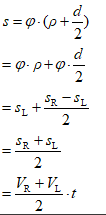 s = φ·(ρ + d/2)
= φ·ρ + φ·d/2
= s_L + (s_R − s_L)/2
= (s_R + s_L)/2
= (V_R + V_L)/2 · t